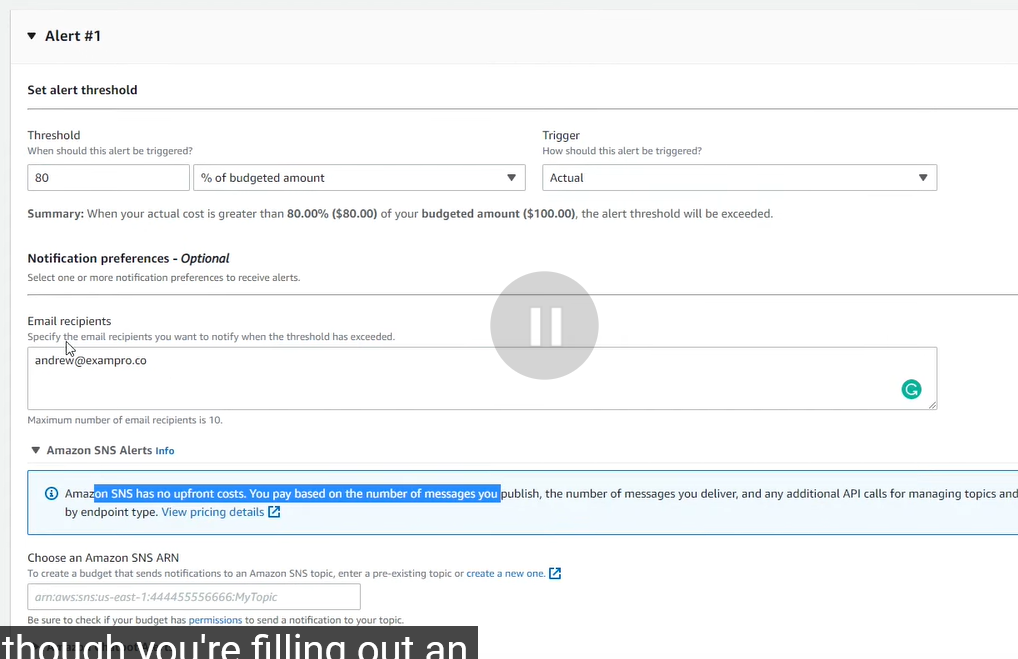 Alert #1
Set alert threshold
Threshold
When should this alert be triggered?
80
% of budgeted amount
Trigger
How should this alert be triggered?
Actual
Summary: When your actual cost is greater than 80.00% ($80.00) of your budgeted amount ($100.00), the alert threshold will be exceeded.
Notification preferences - Optional
Select one or more notification preferences to receive alerts.
Email recipients
Specify the email recipients you want to notify when the threshold has exceeded.
andrew@exampro.co
Maximum number of email recipients is 10.
Amazon SNS Alerts Info
Amazon SNS has no upfront costs. You pay based on the number of messages you publish, the number of messages you deliver, and any additional API calls for managing topics and
by endpoint type. View pricing details
Choose an Amazon SNS ARN
To create a budget that sends notifications to an Amazon SNS topic, enter a pre-existing topic or create a new one.
arn:aws:sns:us-east-1:444455556666:MyTopic
Be sure to check if your budget has permissions to send a notification to your topic.
though you're filling out an